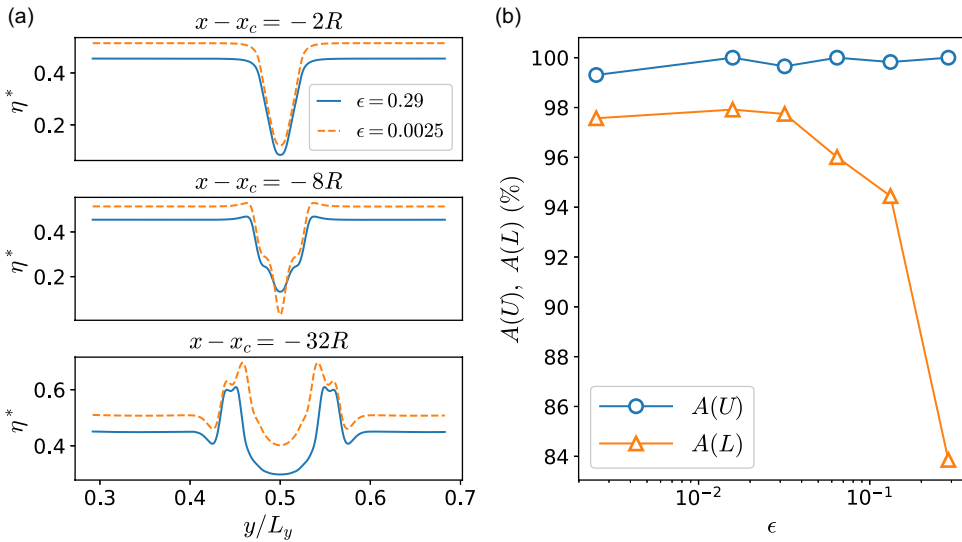 (a)
x − x_c = −2R
η*
0.4
0.2
ϵ = 0.29
ϵ = 0.0025
x − x_c = −8R
η*
0.4
0.2
x − x_c = −32R
η*
0.6
0.4
0.3 0.4 0.5 0.6 0.7
y/L_y
(b)
A(U), A(L) (%)
100
98
96
94
92
90
88
86
84
A(U)
A(L)
10⁻² 10⁻¹
ϵ